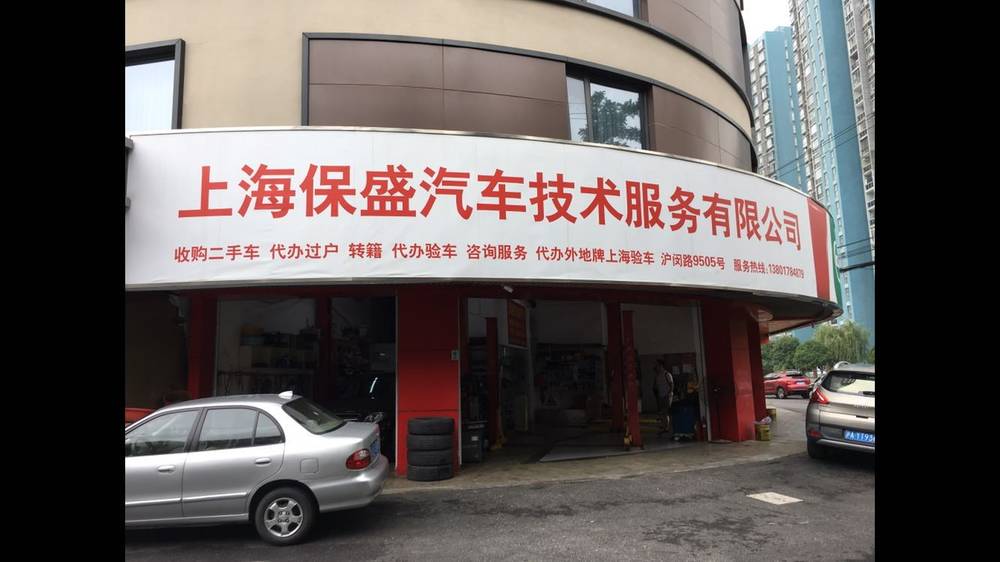 上海保盛汽车技术服务有限公司
收购二手车 代办过户 转籍 代办验车 咨询服务 代办外地牌上海验车 沪闵路9505号 服务热线:13801784879